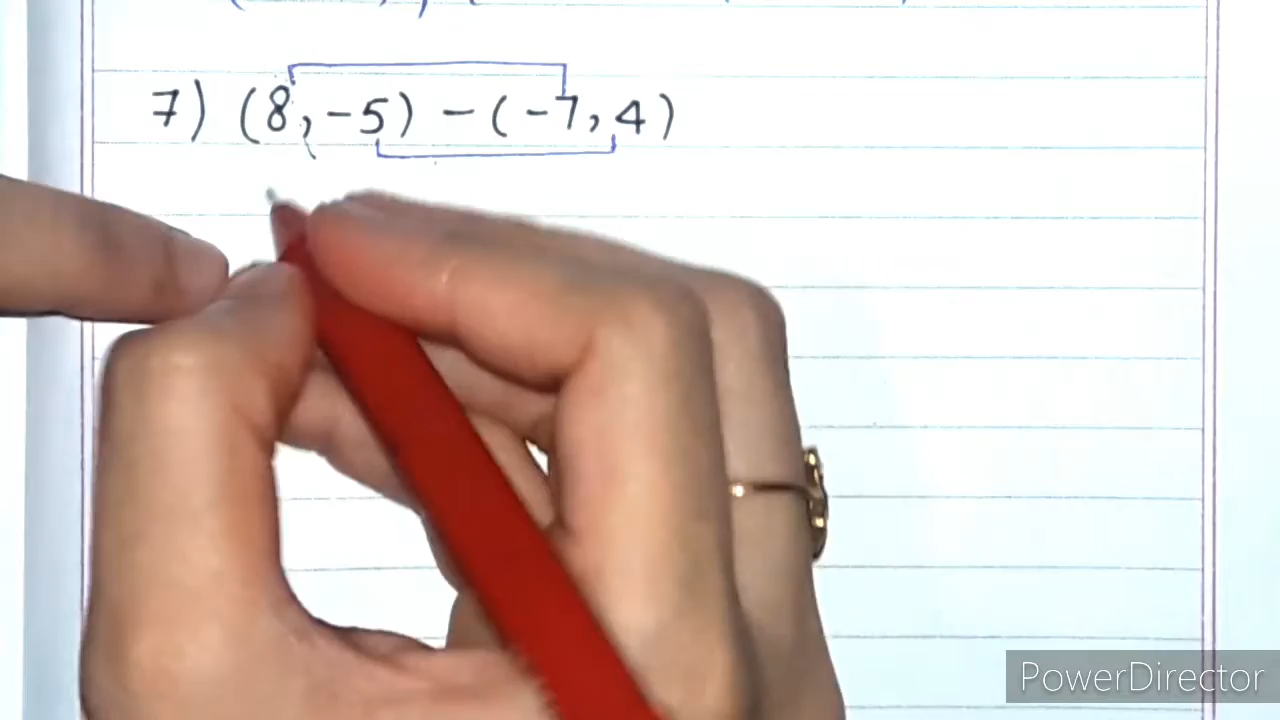 7) (8, -5) - (-7, 4)
PowerDirector